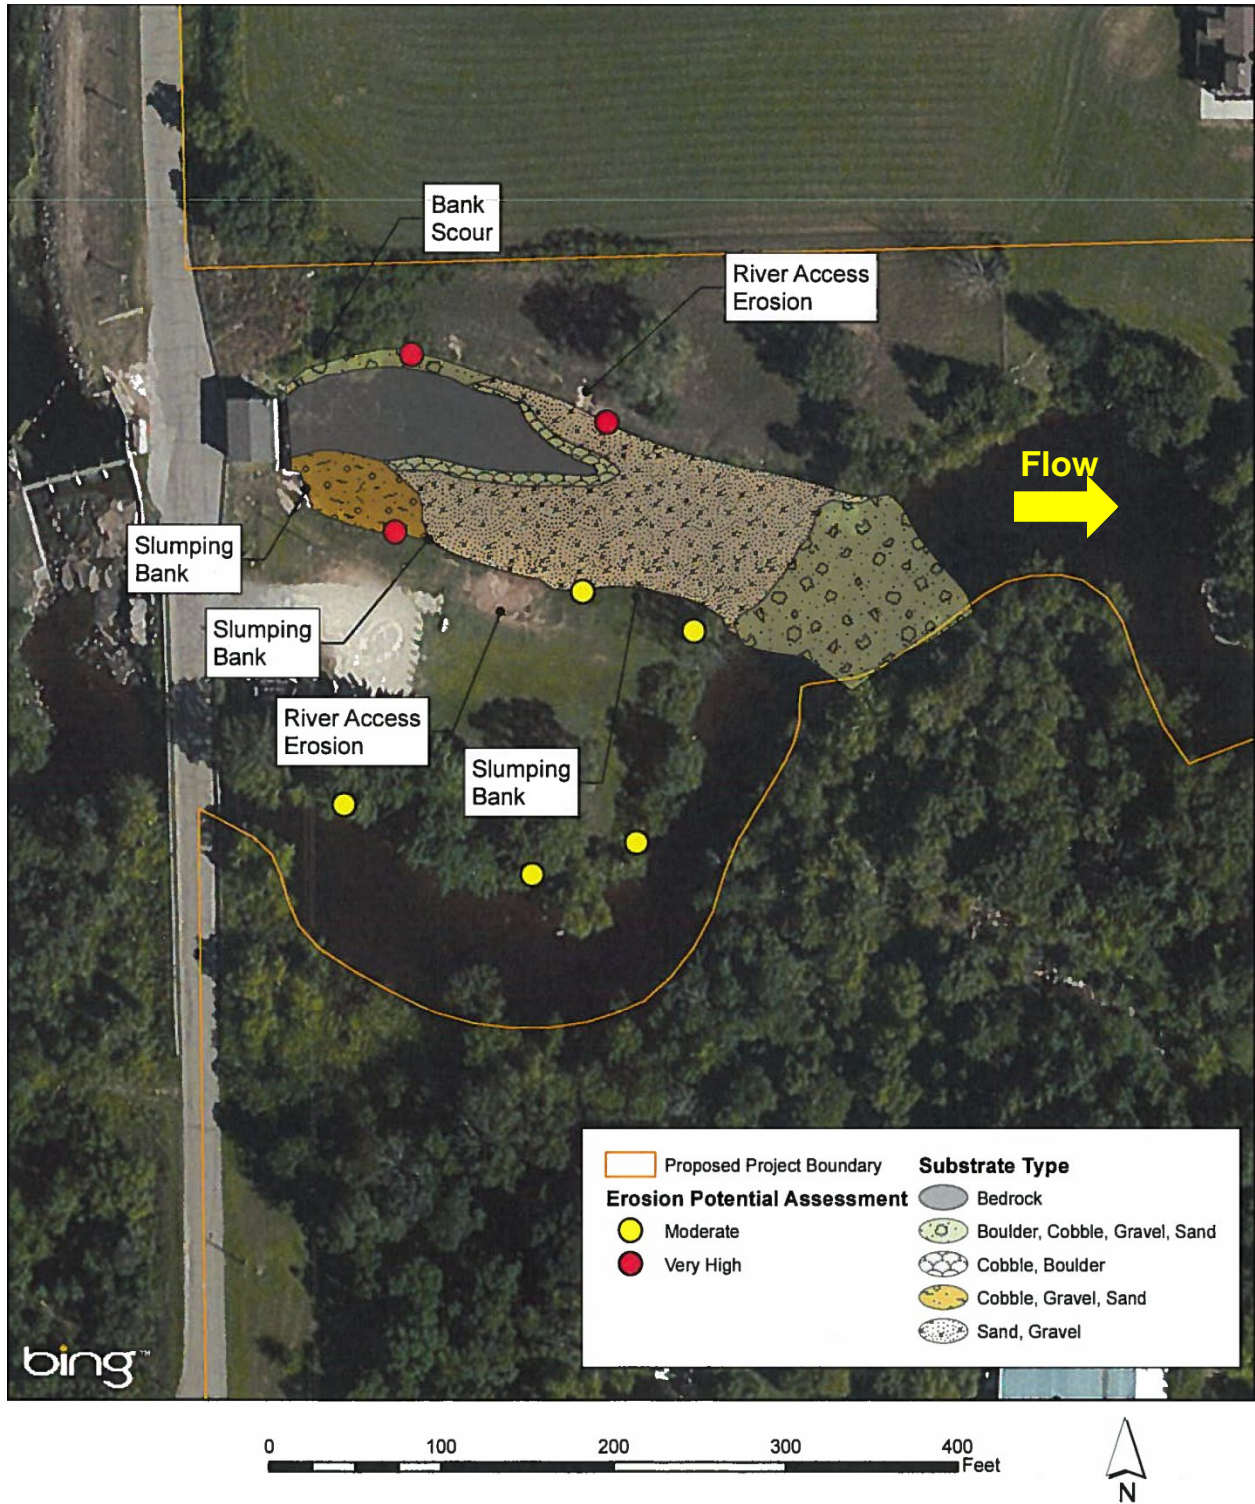 Bank
Scour
River Access
Erosion
Flow
Slumping
Bank
Slumping
Bank
River Access
Erosion
Slumping
Bank
Proposed Project Boundary
Erosion Potential Assessment
Moderate
Very High
Substrate Type
Bedrock
Boulder, Cobble, Gravel, Sand
Cobble, Boulder
Cobble, Gravel, Sand
Sand, Gravel
bing™
0 100 200 300 400
Feet
N